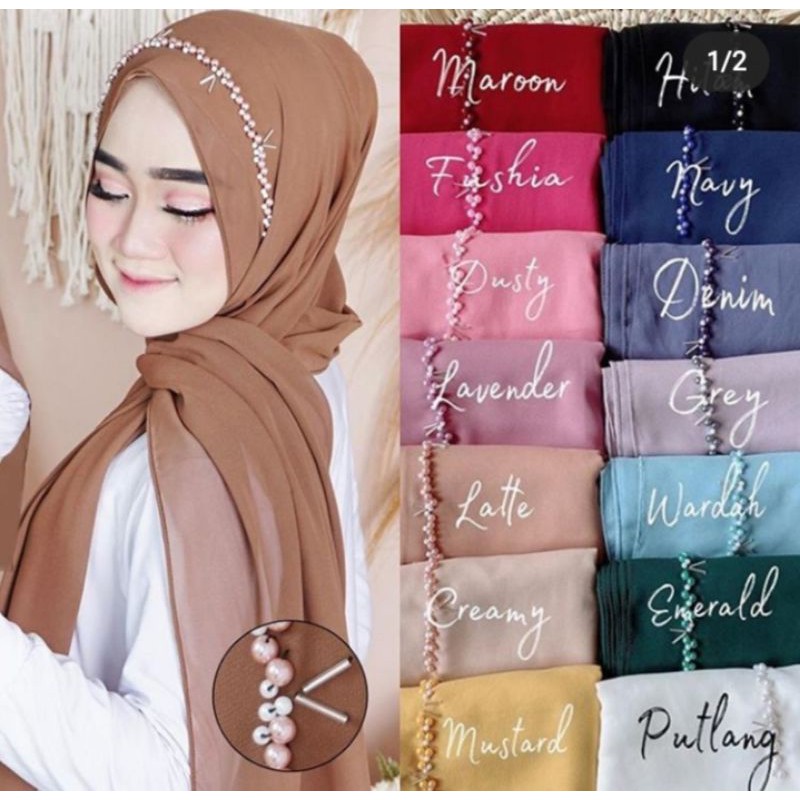 1/2
Maroon
Fushia
Navy
Dusty
Denim
Lavender
Grey
Latte
Wardah
Creamy
Emerald
Mustard
Putlang